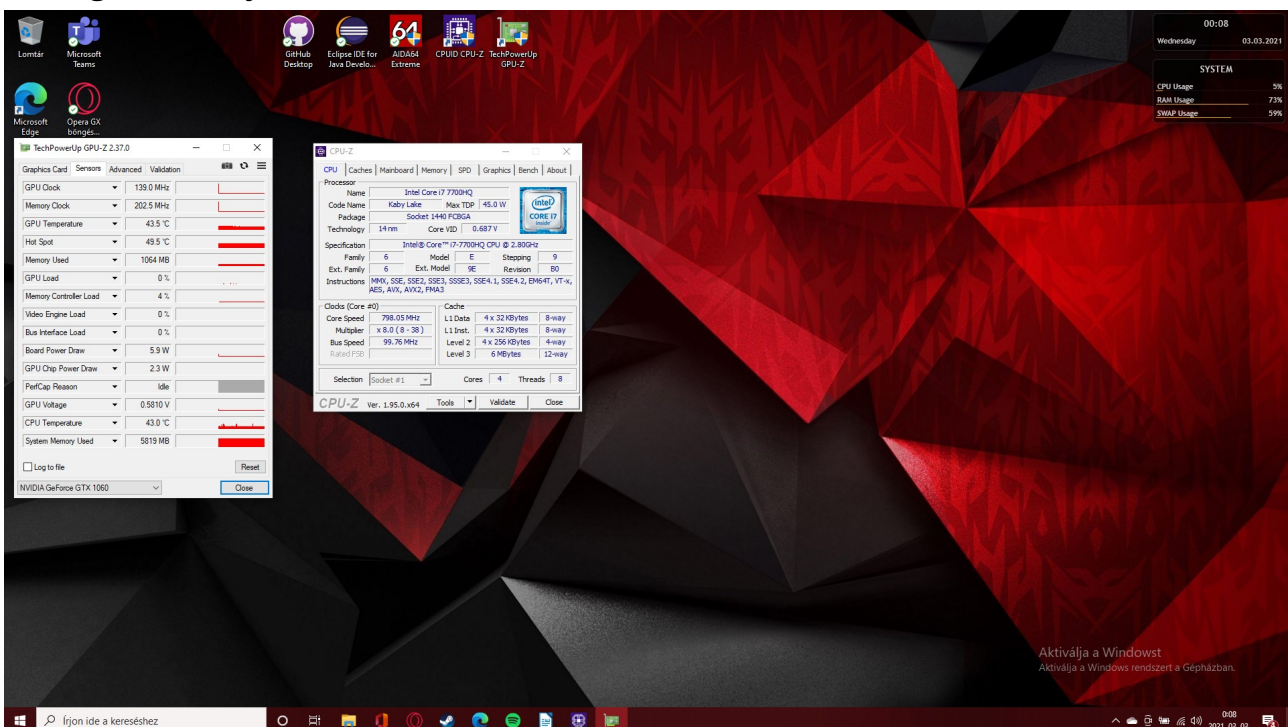 Lomtár
Microsoft Teams
GitHub Desktop
Eclipse IDE for Java Develo...
64
AIDA64 Extreme
CPUID CPU-Z
TechPowerUp GPU-Z
Microsoft Edge
Opera GX böngés...
00:08
Wednesday 03.03.2021
SYSTEM
CPU Usage 5%
RAM Usage 73%
SWAP Usage 59%
TechPowerUp GPU-Z 2.37.0
Graphics Card Sensors Advanced Validation
GPU Clock 139.0 MHz
Memory Clock 202.5 MHz
GPU Temperature 43.5 °C
Hot Spot 49.5 °C
Memory Used 1064 MB
GPU Load 0 %
Memory Controller Load 4 %
Video Engine Load 0 %
Bus Interface Load 0 %
Board Power Draw 5.9 W
GPU Chip Power Draw 2.3 W
PerfCap Reason Idle
GPU Voltage 0.5810 V
CPU Temperature 43.0 °C
System Memory Used 5819 MB
Log to file Reset
NVIDIA GeForce GTX 1060 Close
CPU-Z
CPU Caches Mainboard Memory SPD Graphics Bench About
Processor
Name Intel Core i7 7700HQ
Code Name Kaby Lake Max TDP 45.0 W
Package Socket 1440 FCBGA
Technology 14 nm Core VID 0.687 V
(intel) CORE i7 inside
Specification Intel® Core™ i7-7700HQ CPU @ 2.80GHz
Family 6 Model E Stepping 9
Ext. Family 6 Ext. Model 9E Revision B0
Instructions MMX, SSE, SSE2, SSE3, SSSE3, SSE4.1, SSE4.2, EM64T, VT-x,
AES, AVX, AVX2, FMA3
Clocks (Core #0) Cache
Core Speed 798.05 MHz L1 Data 4 x 32 KBytes 8-way
Multiplier x 8.0 ( 8 - 38 ) L1 Inst. 4 x 32 KBytes 8-way
Bus Speed 99.76 MHz Level 2 4 x 256 KBytes 4-way
Rated FSB Level 3 6 MBytes 12-way
Selection Socket #1 Cores 4 Threads 8
CPU-Z Ver. 1.95.0.x64 Tools Validate Close
Aktiválja a Windowst
Aktiválja a Windows rendszert a Gépházban.
Írjon ide a kereséshez
0:08
2021. 03. 03.